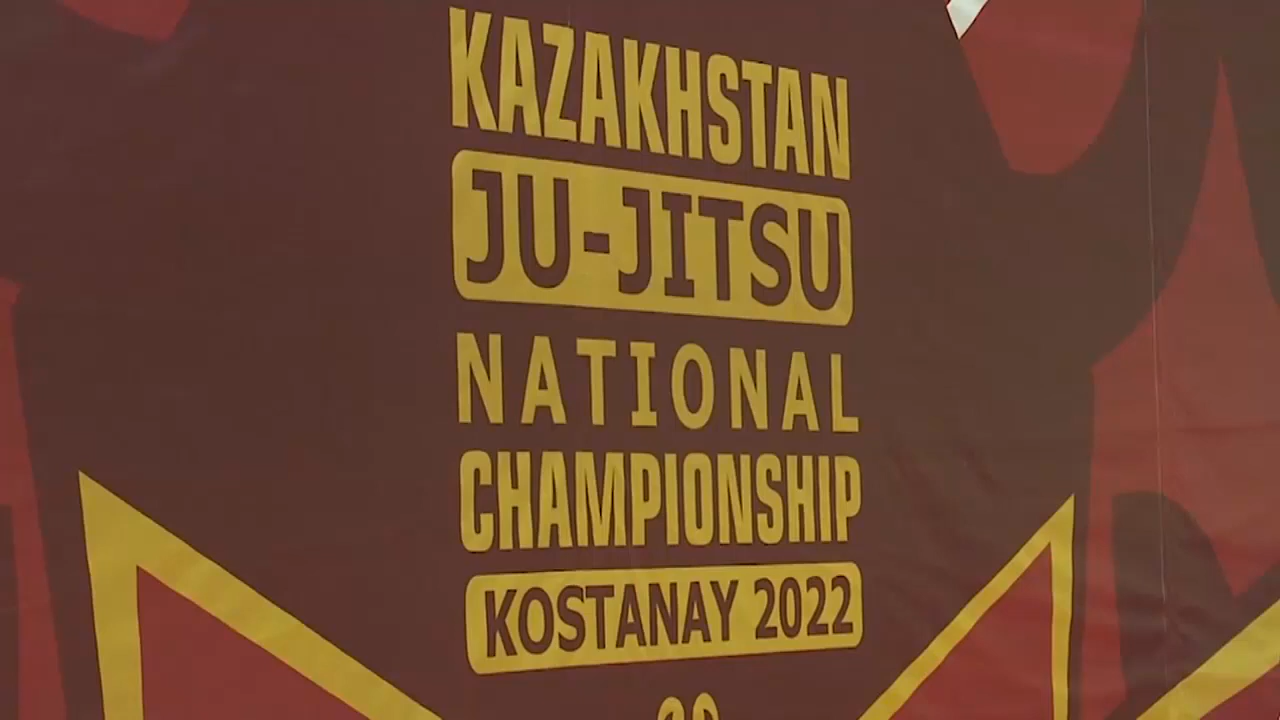 KAZAKHSTAN
JU-JITSU
NATIONAL
CHAMPIONSHIP
KOSTANAY 2022